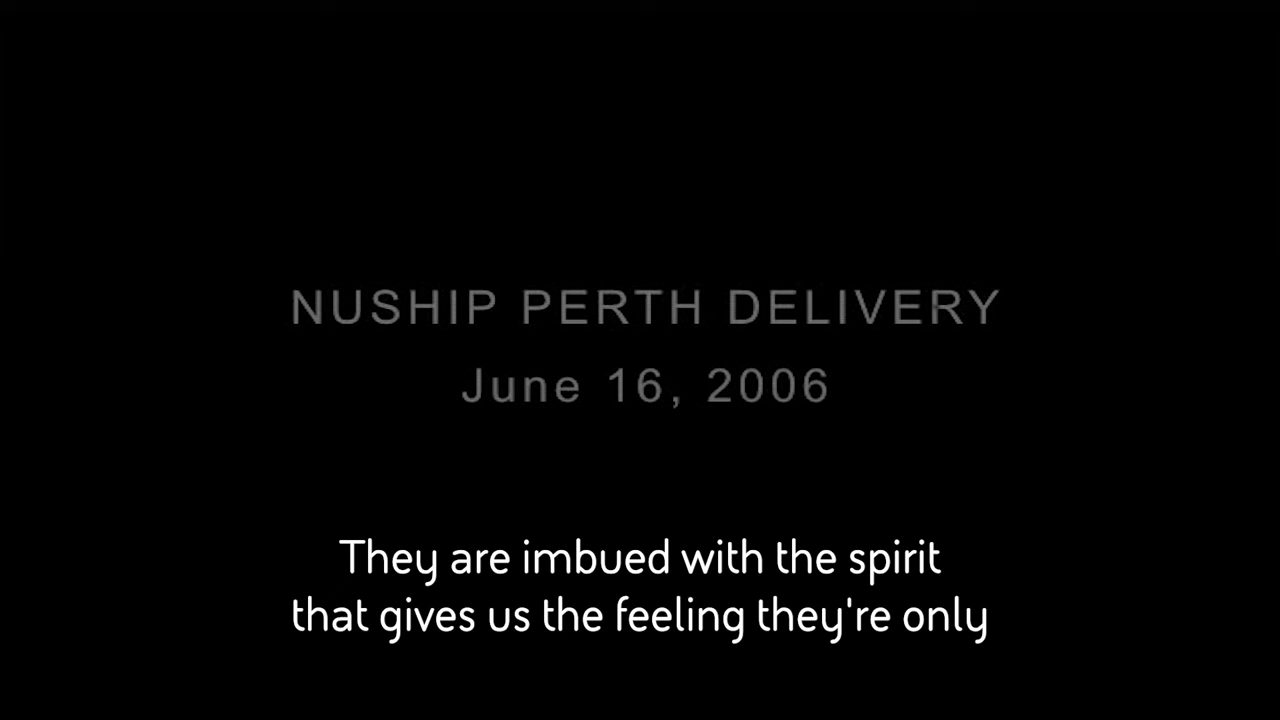 NUSHIP PERTH DELIVERY
June 16, 2006
They are imbued with the spirit
that gives us the feeling they're only